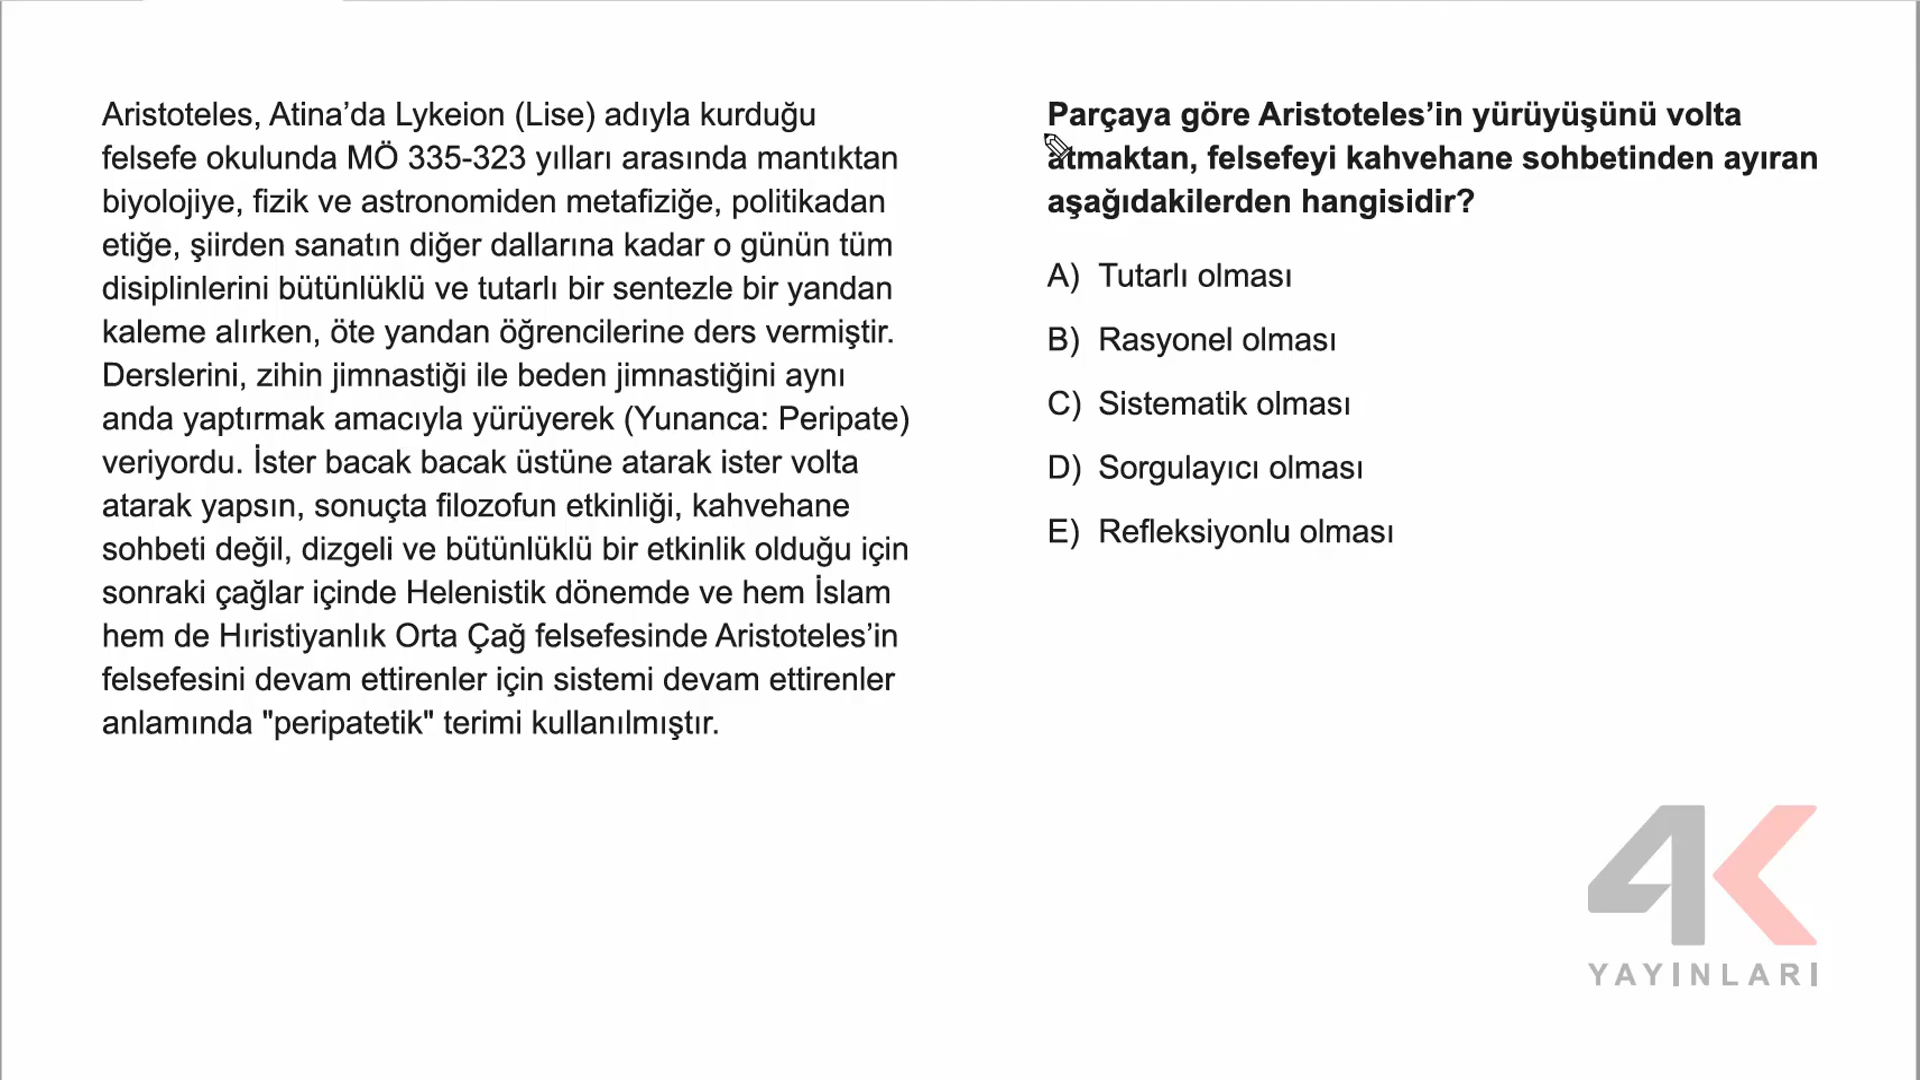 Aristoteles, Atina’da Lykeion (Lise) adıyla kurduğu
felsefe okulunda MÖ 335-323 yılları arasında mantıktan
biyolojiye, fizik ve astronomiden metafiziğe, politikadan
etiğe, şiirden sanatın diğer dallarına kadar o günün tüm
disiplinlerini bütünlüklü ve tutarlı bir sentezle bir yandan
kaleme alırken, öte yandan öğrencilerine ders vermiştir.
Derslerini, zihin jimnastiği ile beden jimnastiğini aynı
anda yaptırmak amacıyla yürüyerek (Yunanca: Peripate)
veriyordu. İster bacak bacak üstüne atarak ister volta
atarak yapsın, sonuçta filozofun etkinliği, kahvehane
sohbeti değil, dizgeli ve bütünlüklü bir etkinlik olduğu için
sonraki çağlar içinde Helenistik dönemde ve hem İslam
hem de Hıristiyanlık Orta Çağ felsefesinde Aristoteles’in
felsefesini devam ettirenler için sistemi devam ettirenler
anlamında "peripatetik" terimi kullanılmıştır.
Parçaya göre Aristoteles’in yürüyüşünü volta
atmaktan, felsefeyi kahvehane sohbetinden ayıran
aşağıdakilerden hangisidir?
A) Tutarlı olması
B) Rasyonel olması
C) Sistematik olması
D) Sorgulayıcı olması
E) Refleksiyonlu olması
4K
YAYINLARI